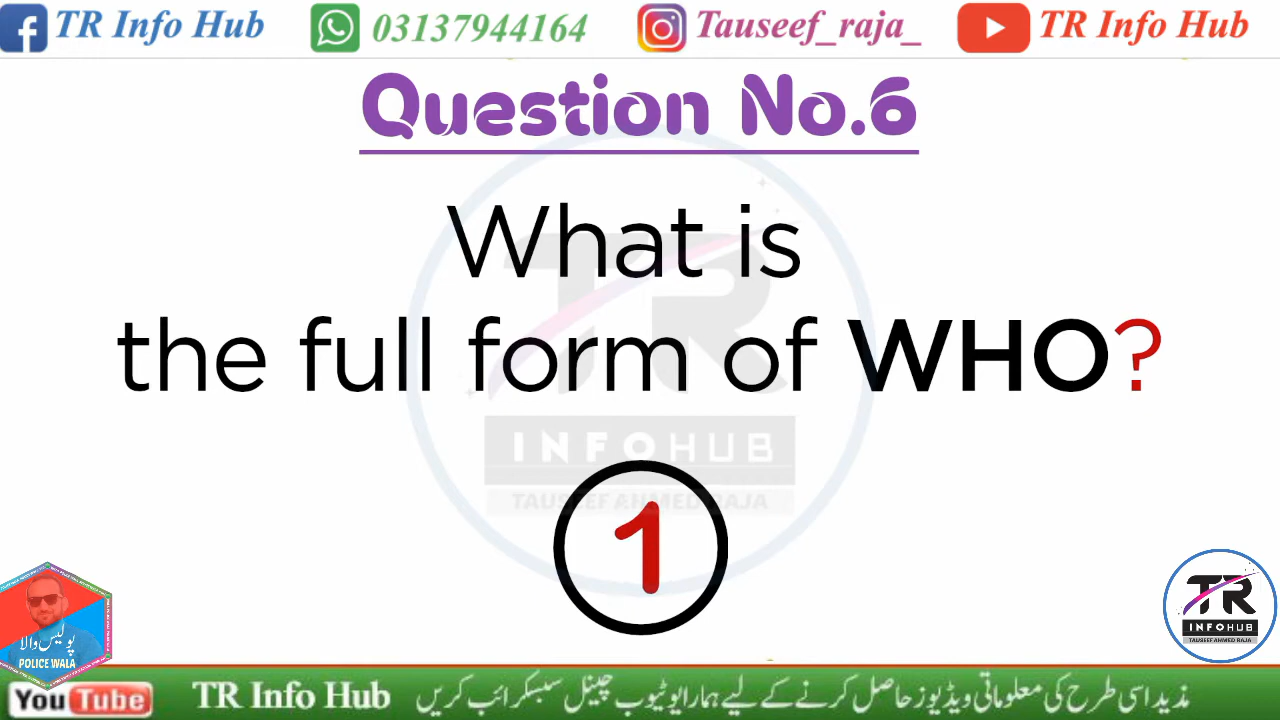 TR Info Hub 03137944164 Tauseef_raja_ TR Info Hub
Question No.6
What is
the full form of WHO?
TR
INFOHUB
TAUSEEF AHMED RAJA
1
پولیس والا
POLICE WALA
TR
INFOHUB
TAUSEEF AHMED RAJA
YouTube TR Info Hub مزید اسی طرح کی معلوماتی ویڈیوز حاصل کرنے کے لیے ہمارا یوٹیوب چینل سبسکرائب کریں